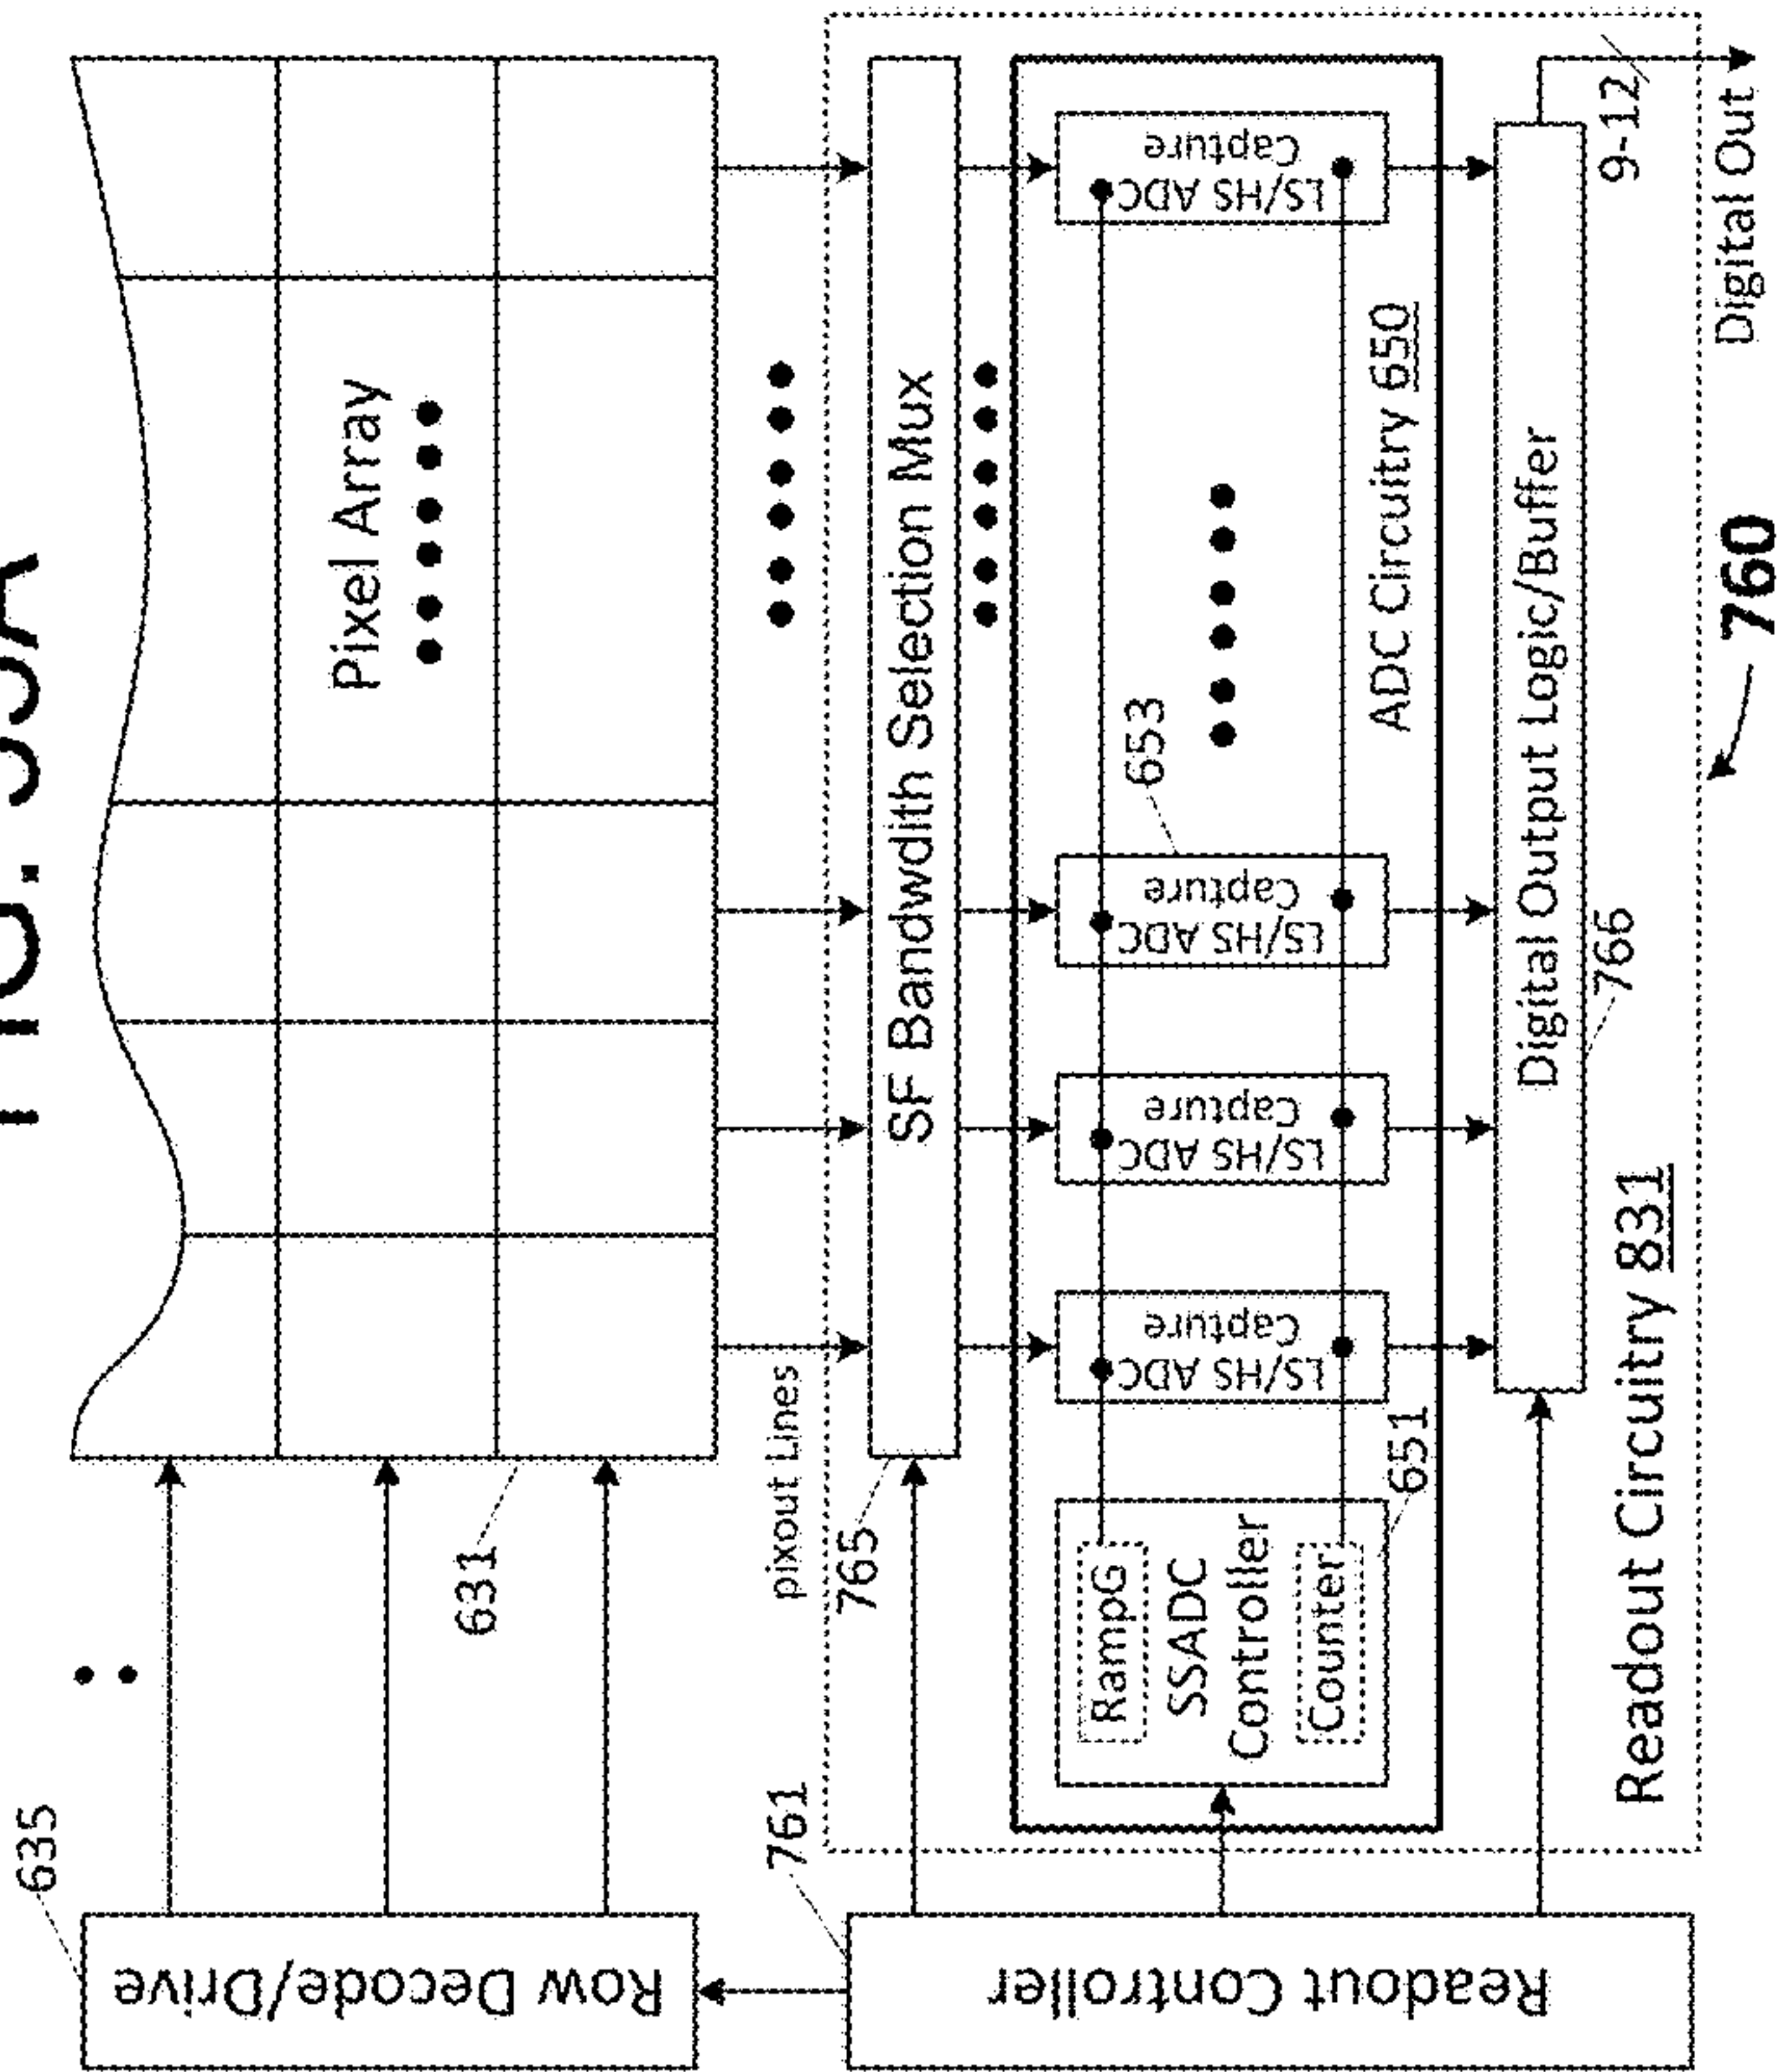 FIG.
635
Row Decode/Drive
Pixel Array
631
pixout Lines
761
Readout Controller
765
SF Bandwdith Selection Mux
RampG
SSADC
Controller
Counter
651
LS/HS ADC
Capture
LS/HS ADC
Capture
LS/HS ADC
Capture
653
LS/HS ADC
Capture
ADC Circuitry 650
Digital Output Logic/Buffer
766
9-12
Readout Circuitry 831
Digital Out
760